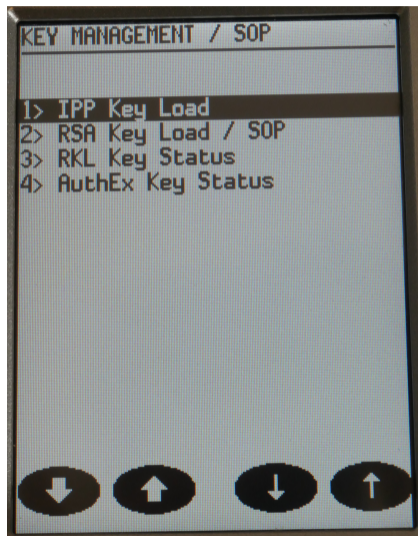 KEY MANAGEMENT / SOP
1> IPP Key Load
2> RSA Key Load / SOP
3> RKL Key Status
4> AuthEx Key Status